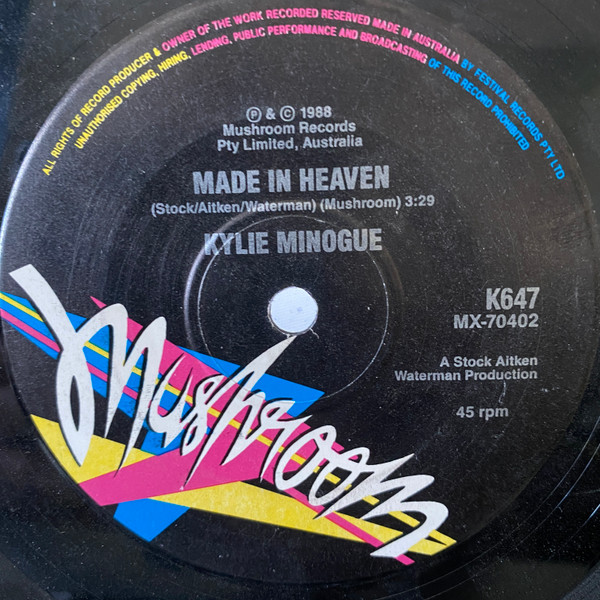 ALL RIGHTS OF RECORD PRODUCER & OWNER OF THE WORK RECORDED RESERVED MADE IN AUSTRALIA BY FESTIVAL RECORDS PTY LTD
UNAUTHORISED COPYING, HIRING, LENDING, PUBLIC PERFORMANCE AND BROADCASTING OF THIS RECORD PROHIBITED
℗ & © 1988
Mushroom Records
Pty Limited, Australia
MADE IN HEAVEN
(Stock/Aitken/Waterman) (Mushroom) 3:29
KYLIE MINOGUE
K647
MX-70402
A Stock Aitken
Waterman Production
45 rpm
Mushroom